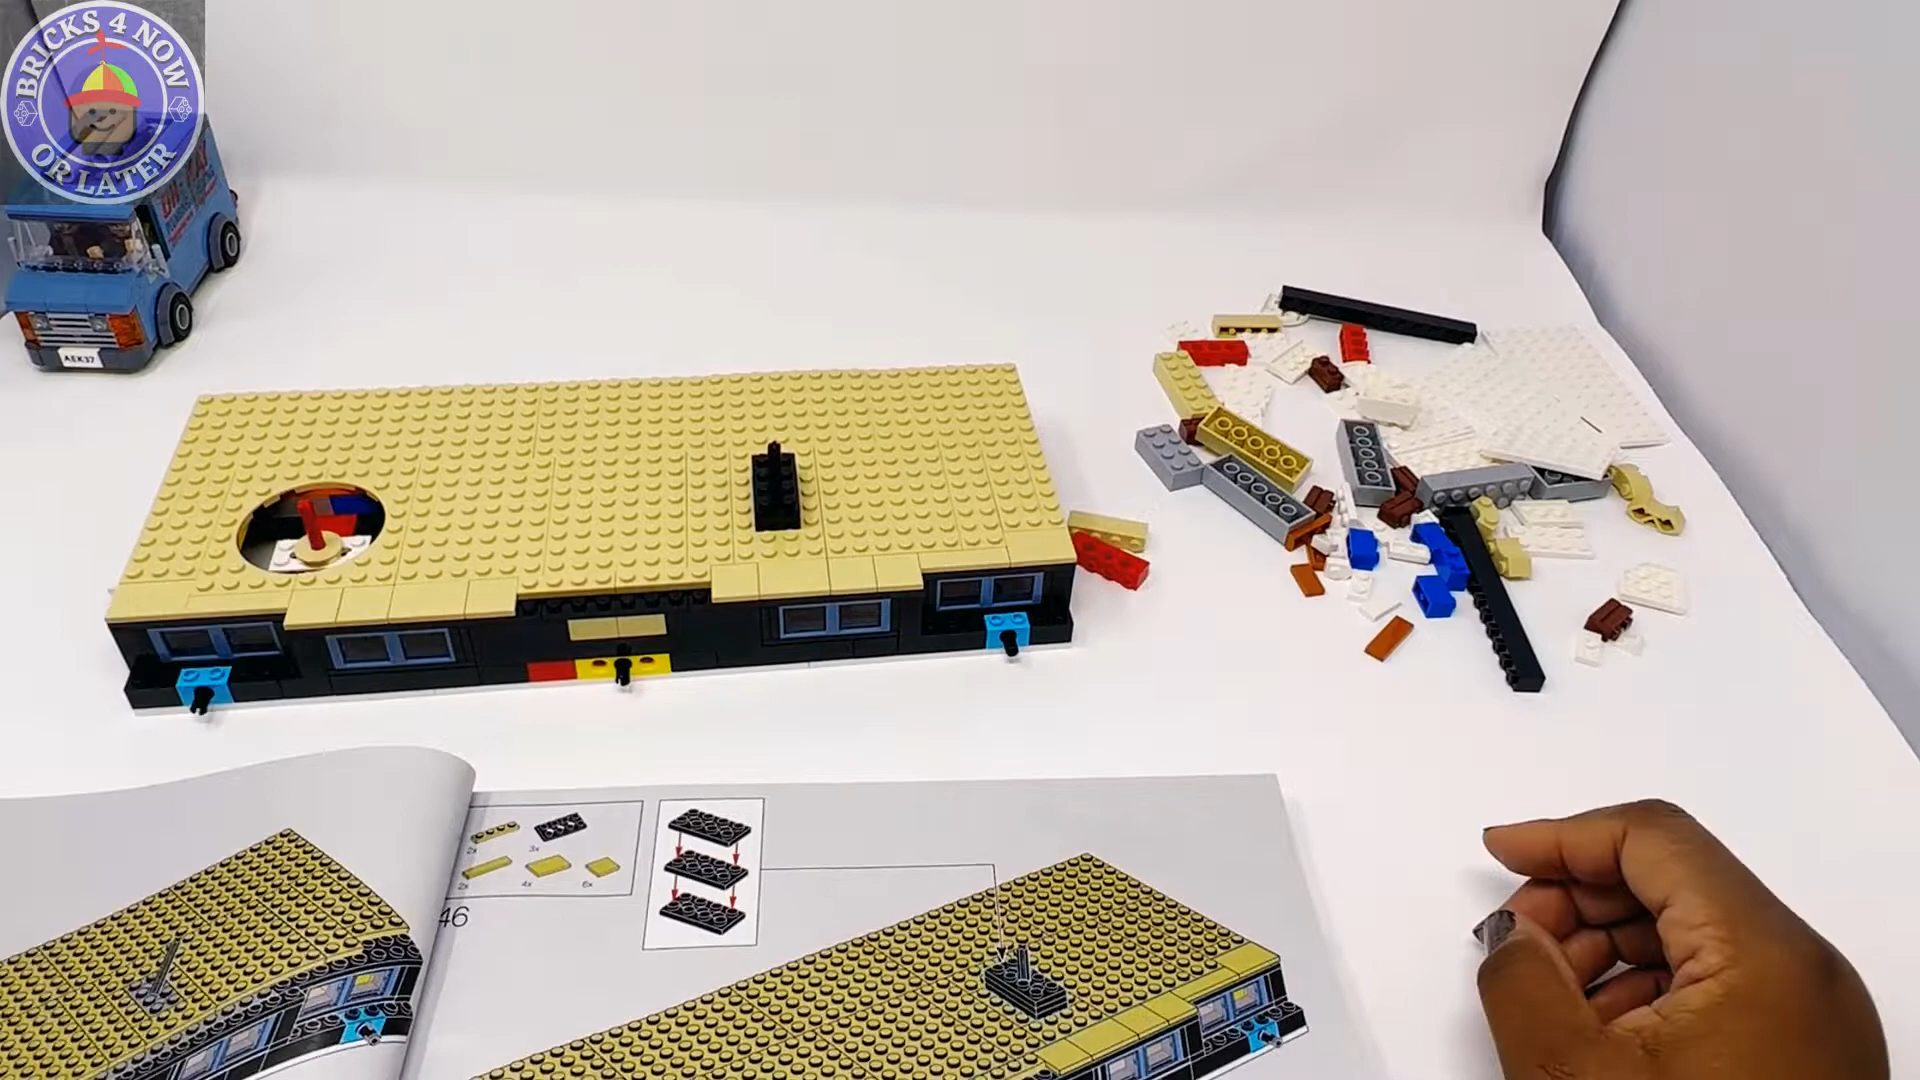 BRICKS 4 NOW
OR LATER
AEK37
2x
3x
2x
4x
6x
46